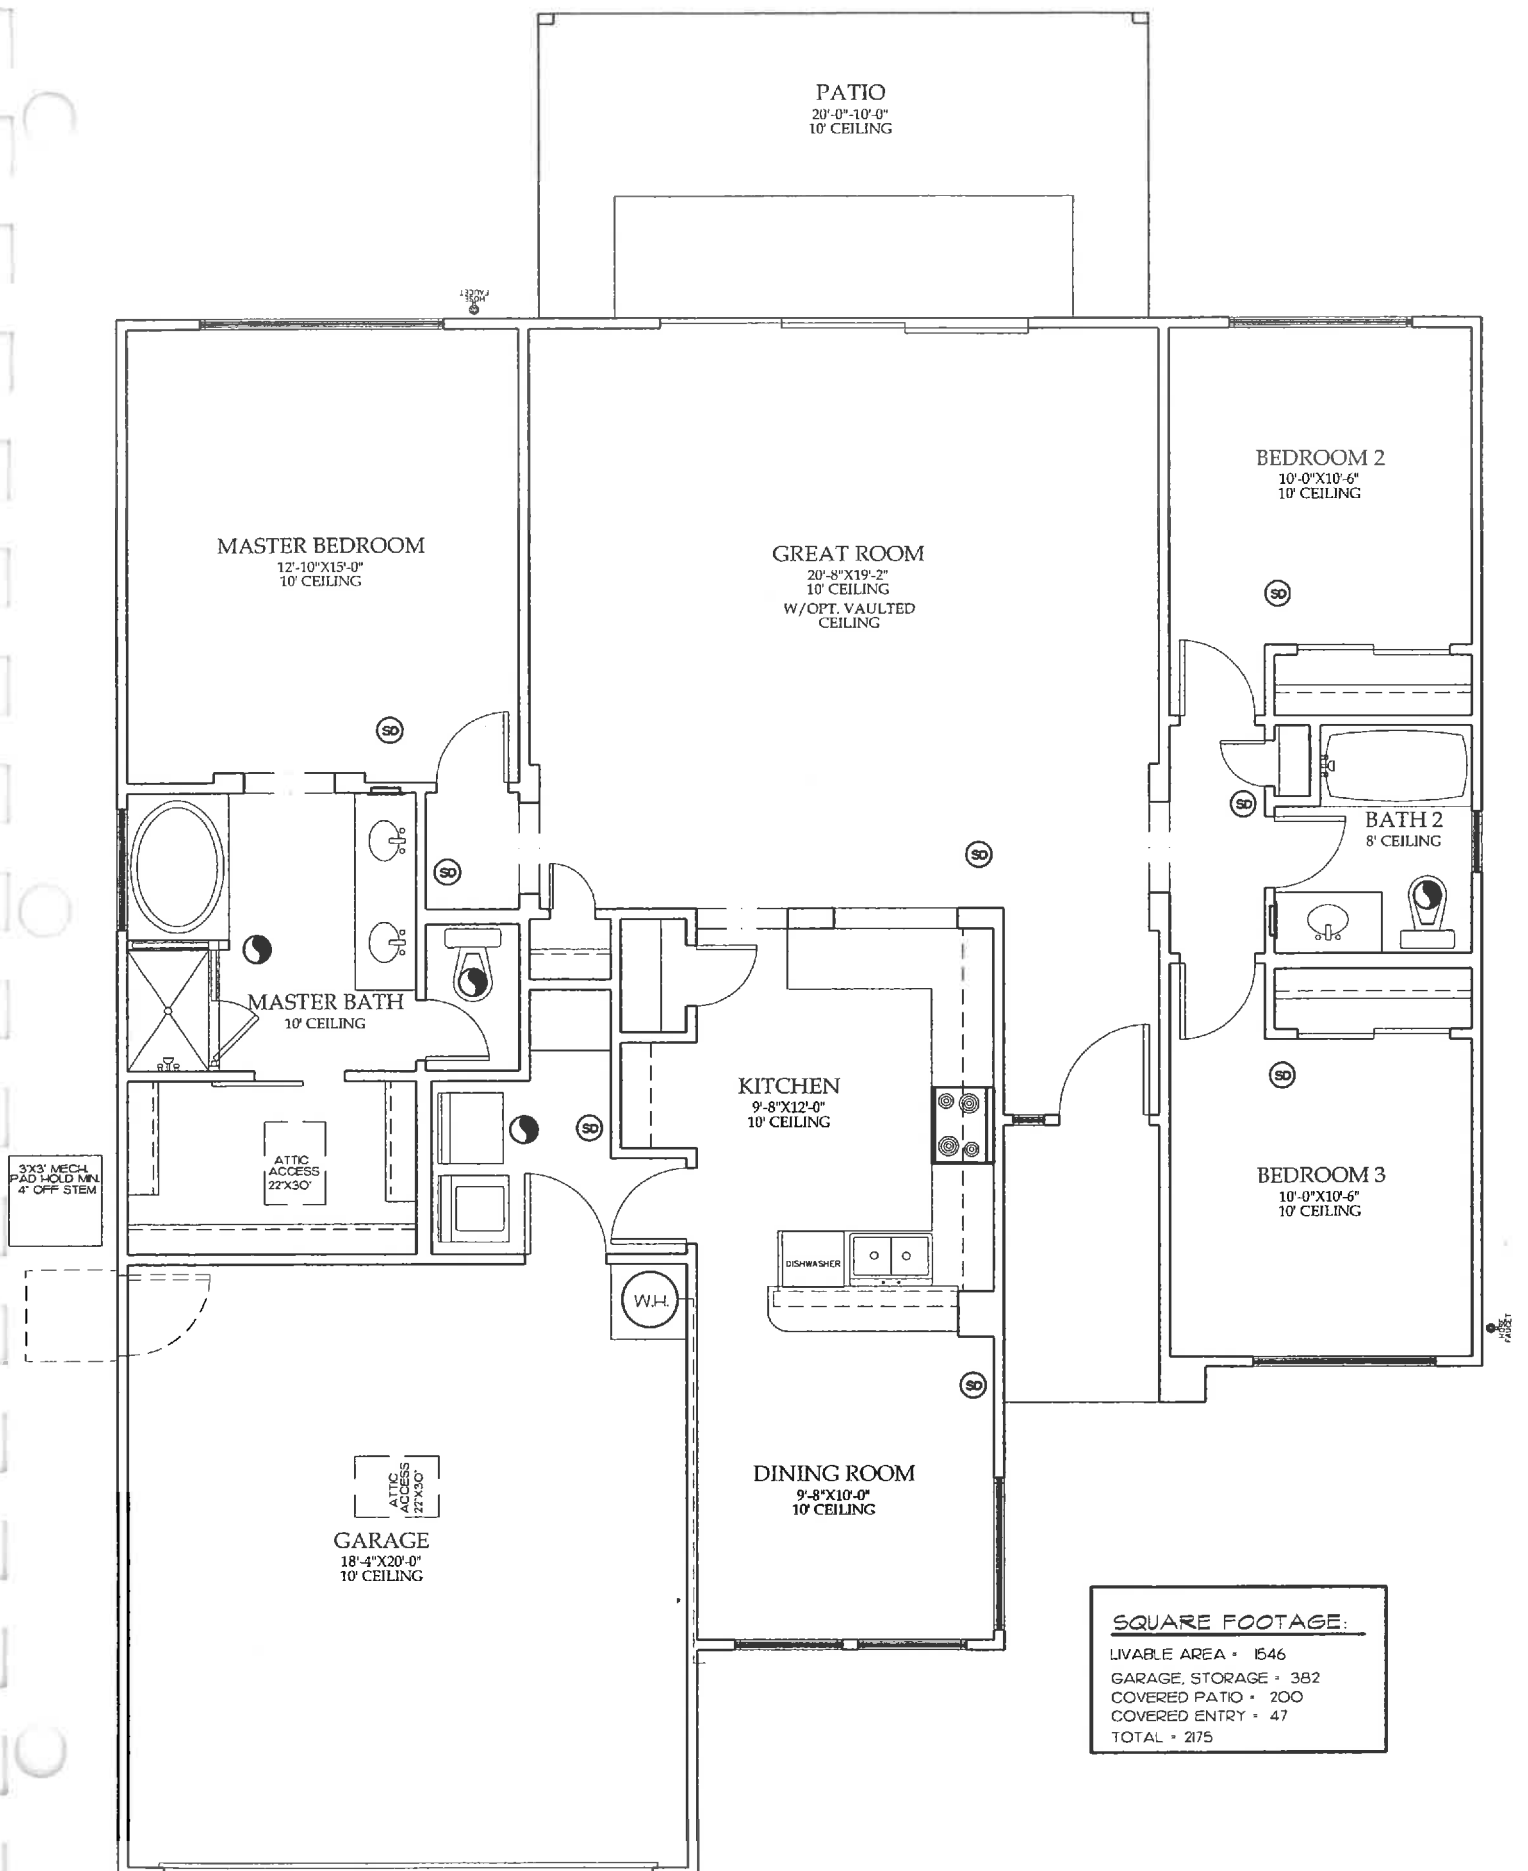 PATIO
20'-0"-10'-0"
10' CEILING
HOSE
FAUCET
MASTER BEDROOM
12'-10"X15'-0"
10' CEILING
GREAT ROOM
20'-8"X19'-2"
10' CEILING
W/OPT. VAULTED
CEILING
BEDROOM 2
10'-0"X10'-6"
10' CEILING
SD
SD
SD
SD
SD
BATH 2
8' CEILING
MASTER BATH
10' CEILING
KITCHEN
9'-8"X12'-0"
10' CEILING
SD
SD
ATTIC
ACCESS
22"X30"
3'X3' MECH.
PAD HOLD MIN.
4" OFF STEM
BEDROOM 3
10'-0"X10'-6"
10' CEILING
DISHWASHER
W.H.
HOSE
FAUCET
SD
DINING ROOM
9'-8"X10'-0"
10' CEILING
ATTIC
ACCESS
22"X30"
GARAGE
18'-4"X20'-0"
10' CEILING
SQUARE FOOTAGE:
LIVABLE AREA = 1546
GARAGE, STORAGE = 382
COVERED PATIO = 200
COVERED ENTRY = 47
TOTAL = 2175